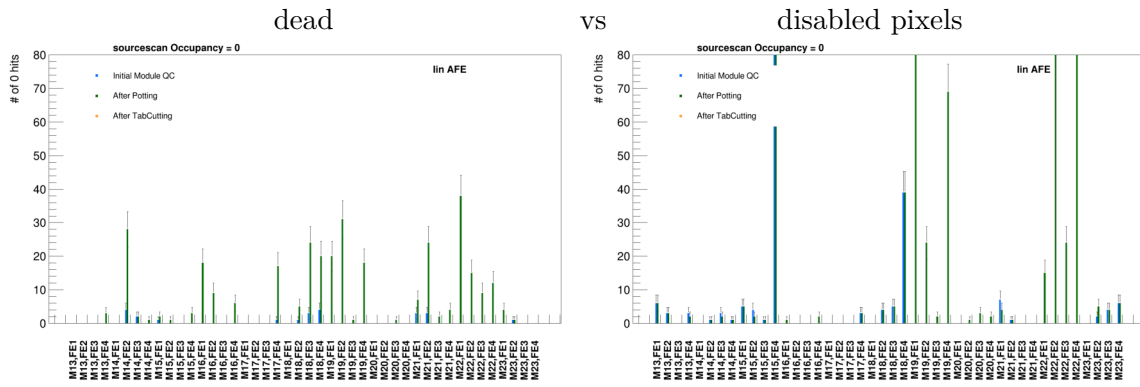 dead vs disabled pixels
sourcescan Occupancy = 0
lin AFE
# of 0 hits
Initial Module QC
After Potting
After TabCutting
80
70
60
50
40
30
20
10
0
M13,FE1
M13,FE2
M13,FE3
M13,FE4
M14,FE1
M14,FE2
M14,FE3
M14,FE4
M15,FE1
M15,FE2
M15,FE3
M15,FE4
M16,FE1
M16,FE2
M16,FE3
M16,FE4
M17,FE1
M17,FE2
M17,FE3
M17,FE4
M18,FE1
M18,FE2
M18,FE3
M18,FE4
M19,FE1
M19,FE2
M19,FE3
M19,FE4
M20,FE1
M20,FE2
M20,FE3
M20,FE4
M21,FE1
M21,FE2
M21,FE3
M21,FE4
M22,FE1
M22,FE2
M22,FE3
M22,FE4
M23,FE1
M23,FE2
M23,FE3
M23,FE4
sourcescan Occupancy = 0
lin AFE
# of 0 hits
Initial Module QC
After Potting
After TabCutting
80
70
60
50
40
30
20
10
0
M13,FE1
M13,FE2
M13,FE3
M13,FE4
M14,FE1
M14,FE2
M14,FE3
M14,FE4
M15,FE1
M15,FE2
M15,FE3
M15,FE4
M16,FE1
M16,FE2
M16,FE3
M16,FE4
M17,FE1
M17,FE2
M17,FE3
M17,FE4
M18,FE1
M18,FE2
M18,FE3
M18,FE4
M19,FE1
M19,FE2
M19,FE3
M19,FE4
M20,FE1
M20,FE2
M20,FE3
M20,FE4
M21,FE1
M21,FE2
M21,FE3
M21,FE4
M22,FE1
M22,FE2
M22,FE3
M22,FE4
M23,FE1
M23,FE2
M23,FE3
M23,FE4